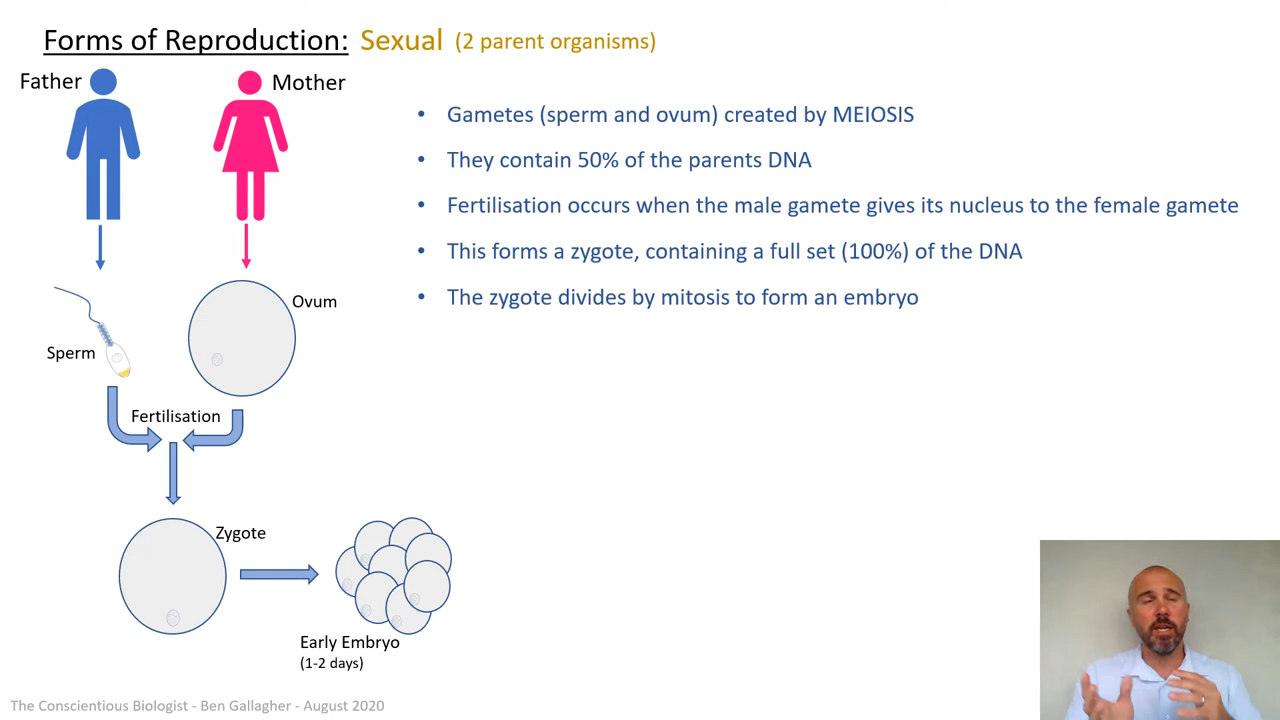 Forms of Reproduction: Sexual (2 parent organisms)
Father
Mother
• Gametes (sperm and ovum) created by MEIOSIS
• They contain 50% of the parents DNA
• Fertilisation occurs when the male gamete gives its nucleus to the female gamete
• This forms a zygote, containing a full set (100%) of the DNA
• The zygote divides by mitosis to form an embryo
Ovum
Sperm
Fertilisation
Zygote
Early Embryo
(1-2 days)
The Conscientious Biologist - Ben Gallagher - August 2020